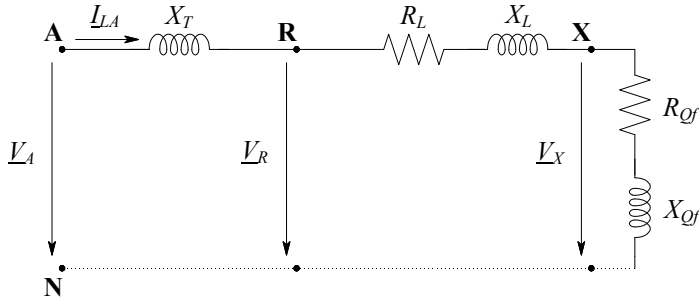 I_LA X_T R_L X_L
A R X
R_Qf
V_A V_R V_X
X_Qf
N